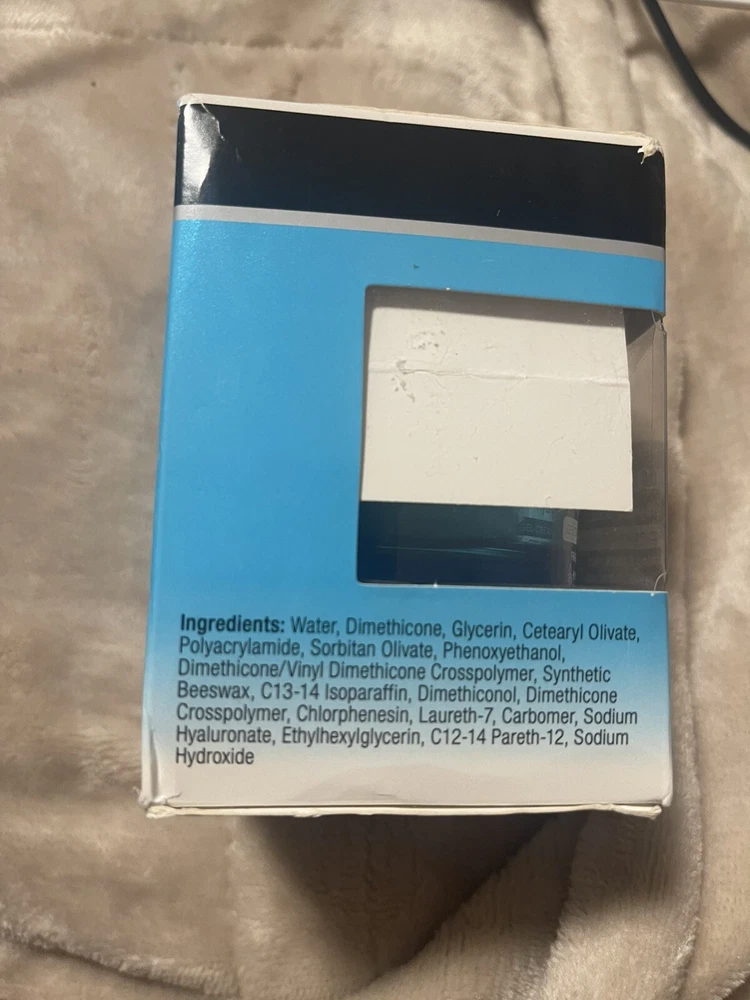 Ingredients: Water, Dimethicone, Glycerin, Cetearyl Olivate,
Polyacrylamide, Sorbitan Olivate, Phenoxyethanol,
Dimethicone/Vinyl Dimethicone Crosspolymer, Synthetic
Beeswax, C13-14 Isoparaffin, Dimethiconol, Dimethicone
Crosspolymer, Chlorphenesin, Laureth-7, Carbomer, Sodium
Hyaluronate, Ethylhexylglycerin, C12-14 Pareth-12, Sodium
Hydroxide